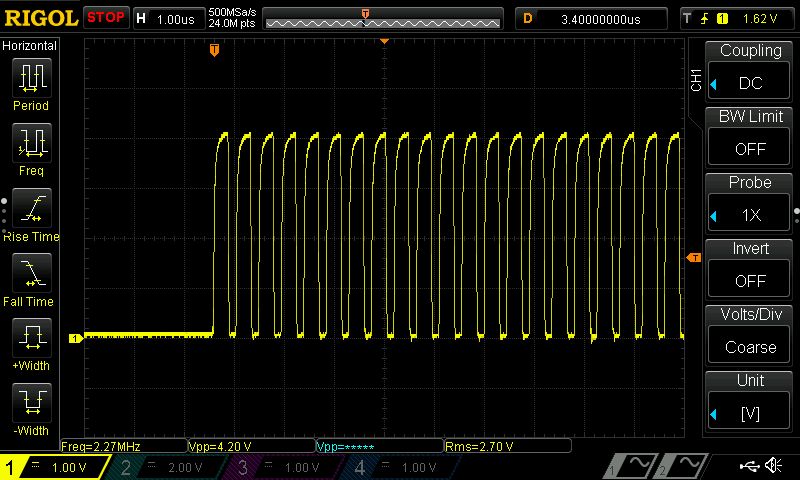 RIGOL STOP H 1.00us 500MSa/s 24.0M pts T D 3.40000000us T 1 1.62 V
Horizontal
Period
Freq
Rise Time
Fall Time
+Width
-Width
T
T
1
CH1
Coupling
DC
BW Limit
OFF
Probe
1X
Invert
OFF
Volts/Div
Coarse
Unit
[V]
Freq=2.27MHz Vpp=4.20 V Vpp=***** Rms=2.70 V
1 = 1.00 V 2 = 2.00 V 3 = 1.00 V 4 = 1.00 V 1 2